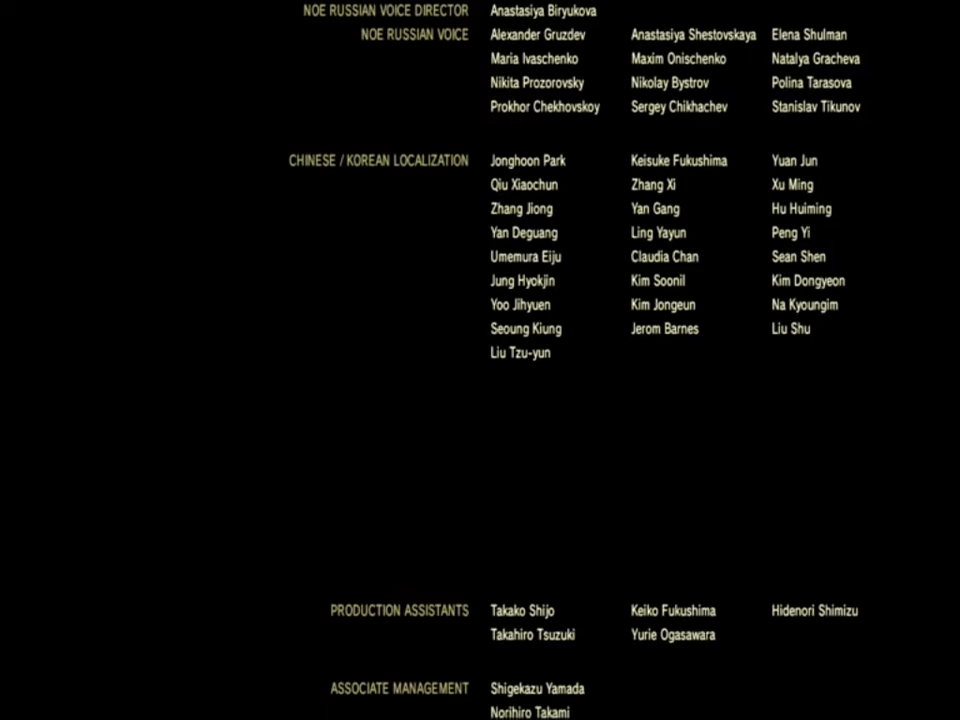 NOE RUSSIAN VOICE DIRECTOR Anastasiya Biryukova
NOE RUSSIAN VOICE Alexander Gruzdev Anastasiya Shestovskaya Elena Shulman
Maria Ivaschenko Maxim Onischenko Natalya Gracheva
Nikita Prozorovsky Nikolay Bystrov Polina Tarasova
Prokhor Chekhovskoy Sergey Chikhachev Stanislav Tikunov
CHINESE / KOREAN LOCALIZATION Jonghoon Park Keisuke Fukushima Yuan Jun
Qiu Xiaochun Zhang Xi Xu Ming
Zhang Jiong Yan Gang Hu Huiming
Yan Deguang Ling Yayun Peng Yi
Umemura Eiju Claudia Chan Sean Shen
Jung Hyokjin Kim Soonil Kim Dongyeon
Yoo Jihyuen Kim Jongeun Na Kyoungim
Seoung Kiung Jerom Barnes Liu Shu
Liu Tzu-yun
PRODUCTION ASSISTANTS Takako Shijo Keiko Fukushima Hidenori Shimizu
Takahiro Tsuzuki Yurie Ogasawara
ASSOCIATE MANAGEMENT Shigekazu Yamada
Norihiro Takami